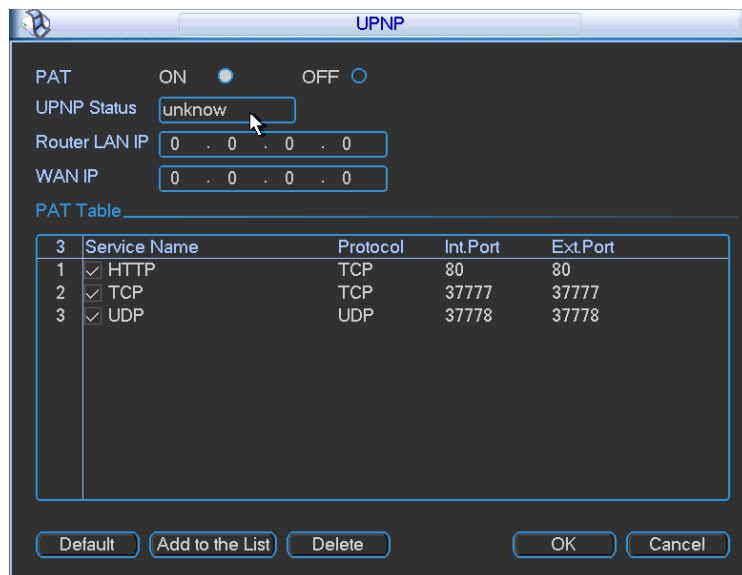 UPNP
PAT ON OFF
UPNP Status unknow
Router LAN IP 0 . 0 . 0 . 0
WAN IP 0 . 0 . 0 . 0
PAT Table
3 Service Name Protocol Int.Port Ext.Port
1 HTTP TCP 80 80
2 TCP TCP 37777 37777
3 UDP UDP 37778 37778
Default Add to the List Delete OK Cancel